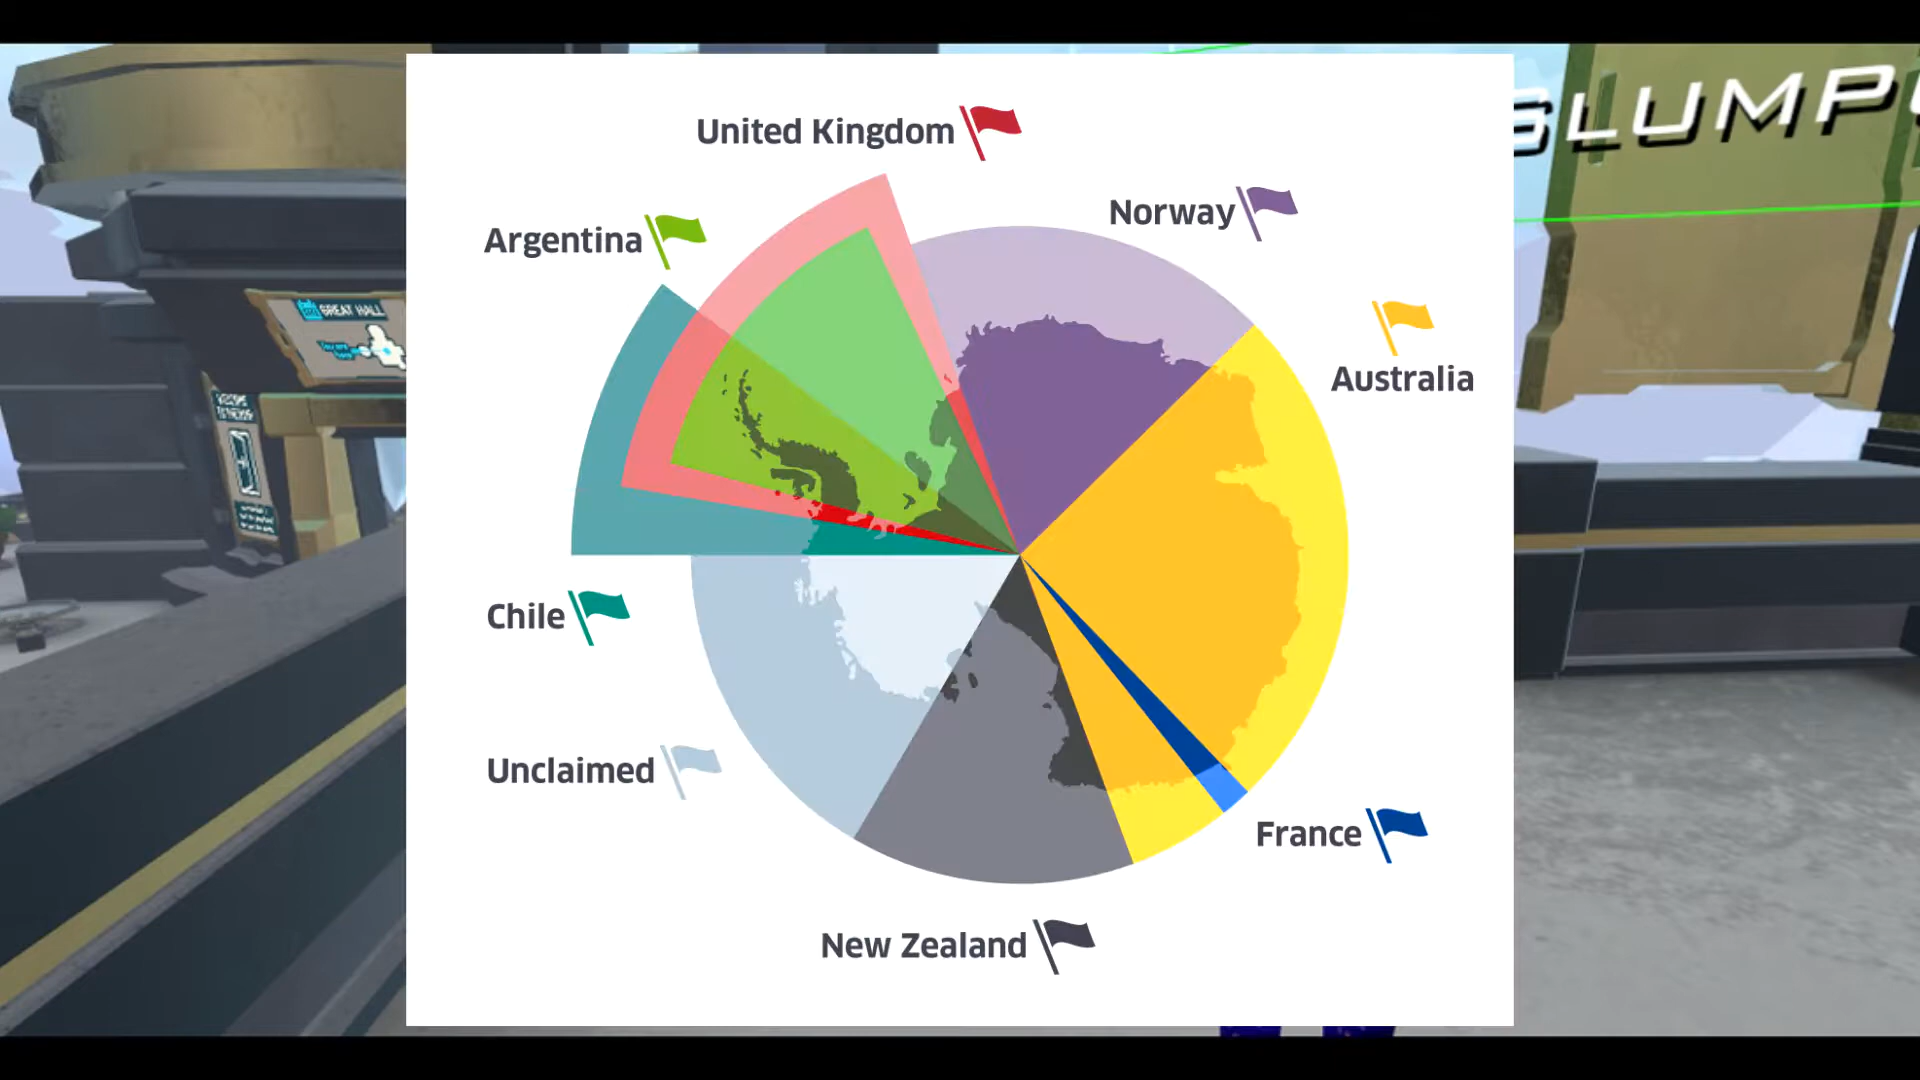 United Kingdom
Norway
Argentina
Australia
Chile
Unclaimed
France
New Zealand
GREAT HALL
SLUMP